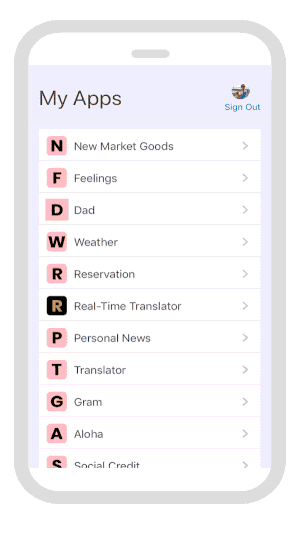 My Apps
Sign Out
N New Market Goods
F Feelings
D Dad
W Weather
R Reservation
R Real-Time Translator
P Personal News
T Translator
G Gram
A Aloha
S Social Credit